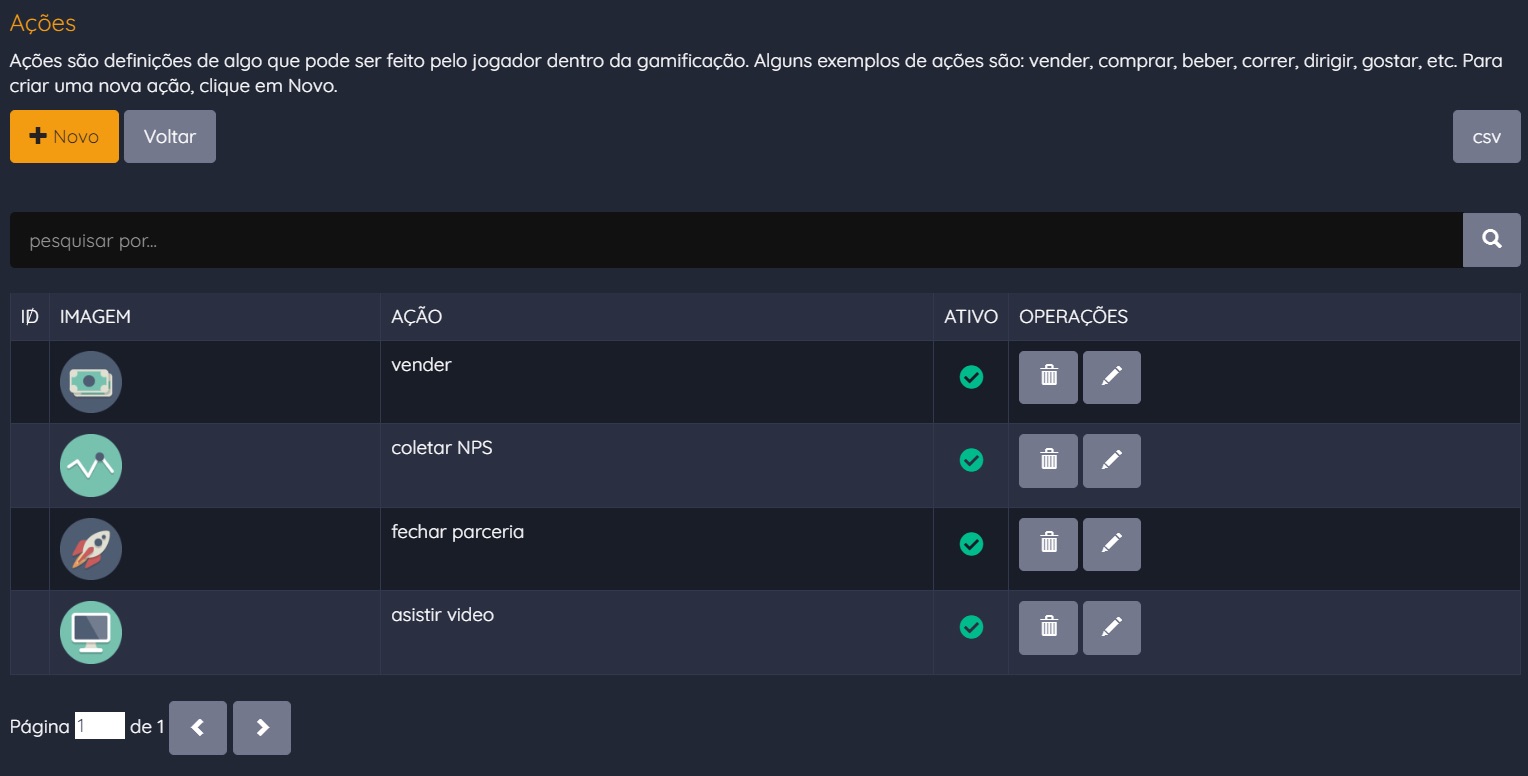 Ações
Ações são definições de algo que pode ser feito pelo jogador dentro da gamificação. Alguns exemplos de ações são: vender, comprar, beber, correr, dirigir, gostar, etc. Para
criar uma nova ação, clique em Novo.
Novo Voltar CSV
pesquisar por...
ID IMAGEM AÇÃO ATIVO OPERAÇÕES
vender
coletar NPS
fechar parceria
asistir video
Página 1 de 1